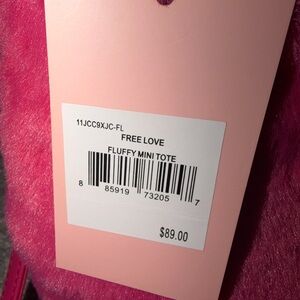 11JCC9XJC-FL
FREE LOVE
FLUFFY MINI TOTE
8 85919 73205 7
$89.00